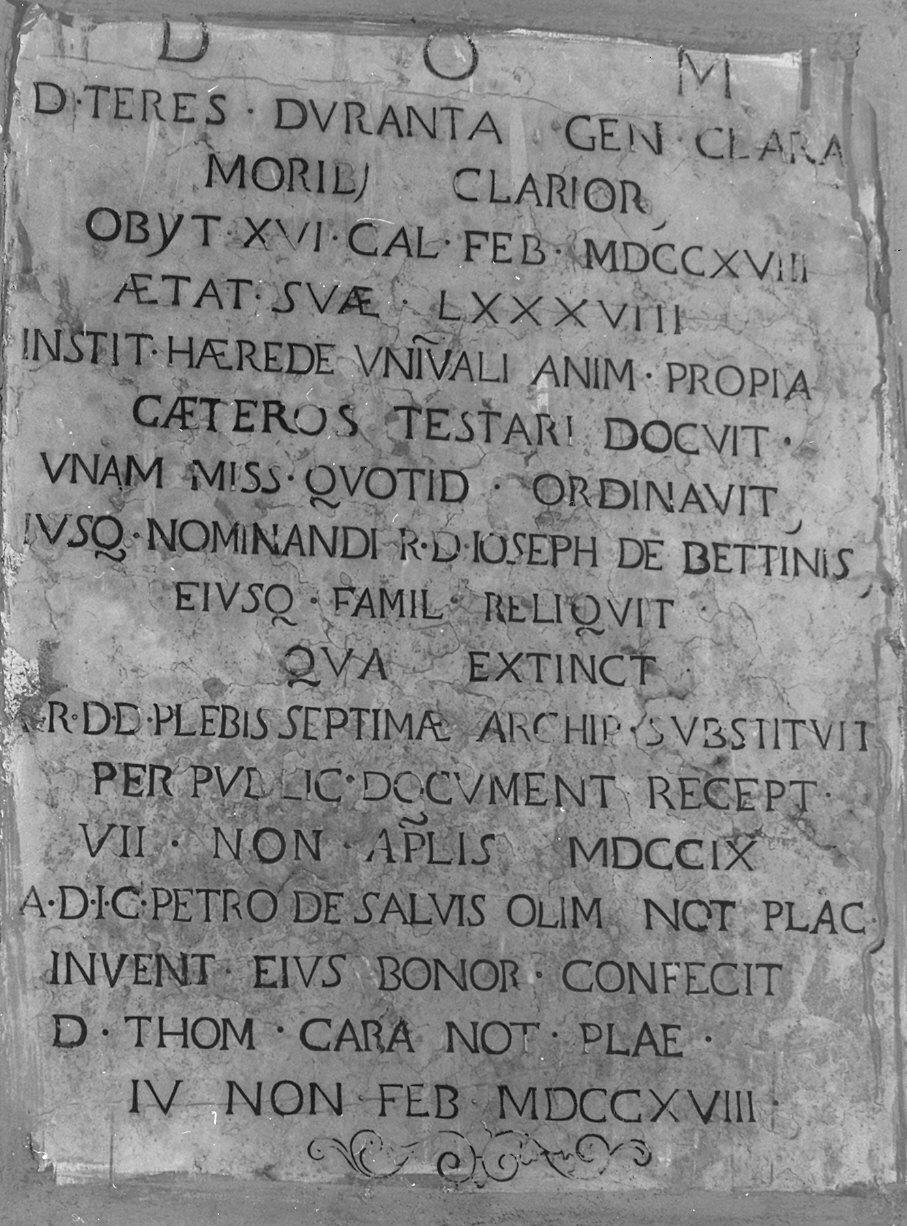 D O M
D·TERES · DVRANTA · GEN · CLARA
MORIBJ CLARIOR,
OBYT · XVI · CAL · FEB · MDCCXVIII
ÆTAT · SVÆ · LXXXVIII
INSTIT · HÆREDE VNIṼALI ANIM · PROPIA
CÆTEROS TESTARI DOCVIT ·
VNAM MISS · QVOTID · ORDINAVIT,
IVSQ · NOMINANDI R·D·IOSEPH DE BETTINIS,
EIVSQ · FAMIL · RELIQVIT
QVA EXTINCT
R·DD·PLEBIS SEPTIMÆ ARCHIP · SVBSTITVIT
PER PVBLIC·DOCVMENT RECEPT·
VII · NON · AP̃LIS MDCCIX
A·D·I·C·PETRO DE SALVIS OLIM NOT PLAC·
INVENT · EIVS BONOR · CONFECIT
D · THOM · CARA NOT · PLAE ·
IV NON · FEB · MDCCXVIII ·